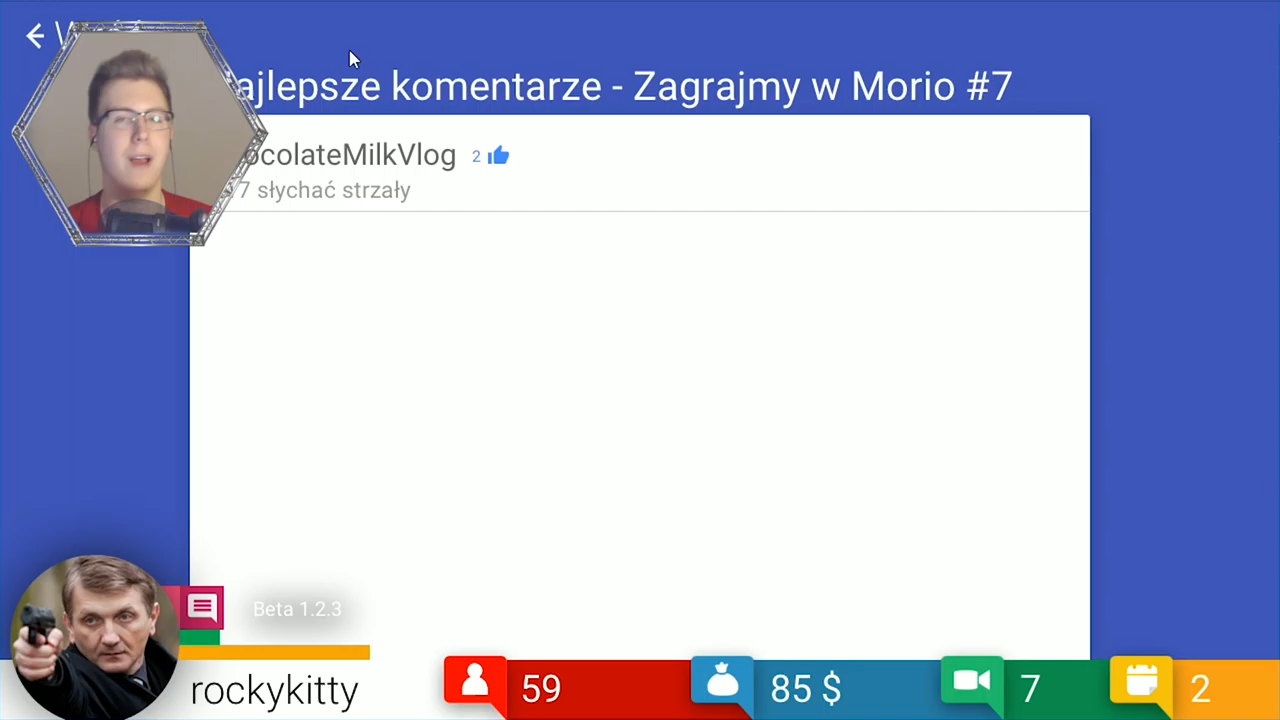 ajlepsze komentarze - Zagrajmy w Morio #7
ocolateMilkVlog 2
7 słychać strzały
Beta 1.2.3
rockykitty
59
85 $
7
2